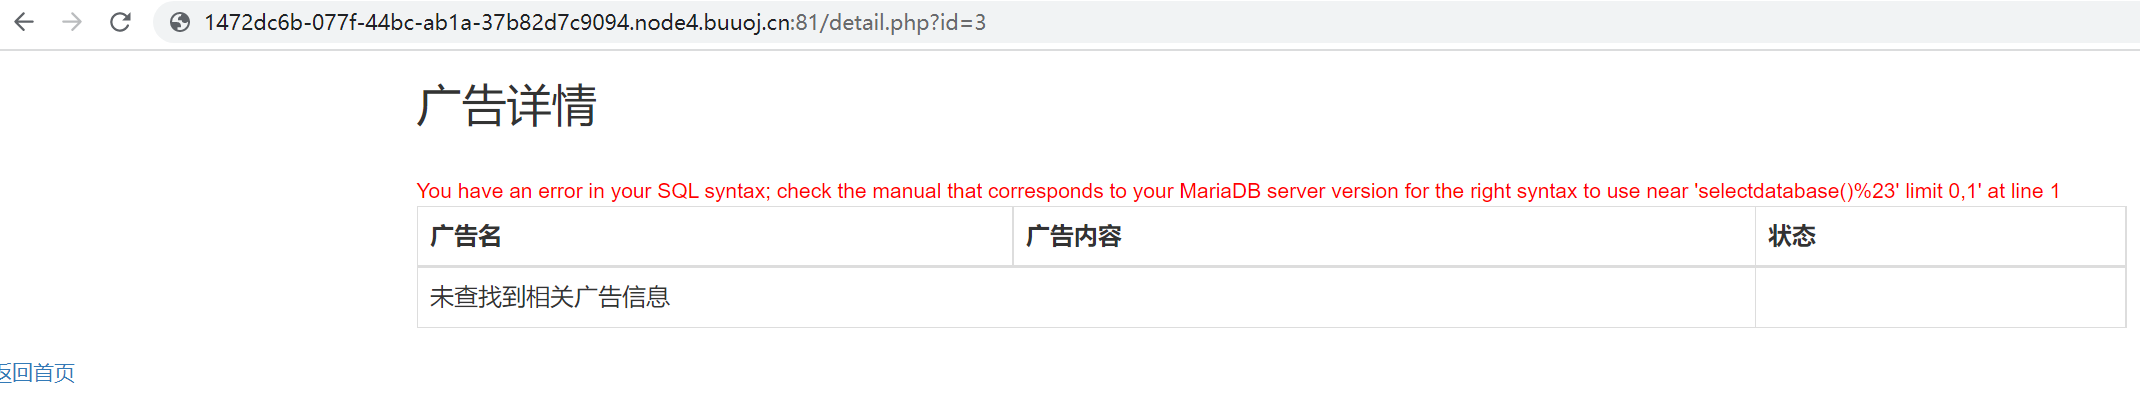 1472dc6b-077f-44bc-ab1a-37b82d7c9094.node4.buuoj.cn:81/detail.php?id=3
广告详情
You have an error in your SQL syntax; check the manual that corresponds to your MariaDB server version for the right syntax to use near 'selectdatabase()%23' limit 0,1' at line 1
广告名 广告内容 状态
未查找到相关广告信息
返回首页